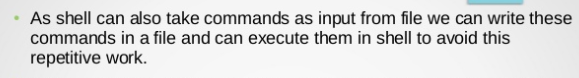 • As shell can also take commands as input from file we can write these
commands in a file and can execute them in shell to avoid this
repetitive work.